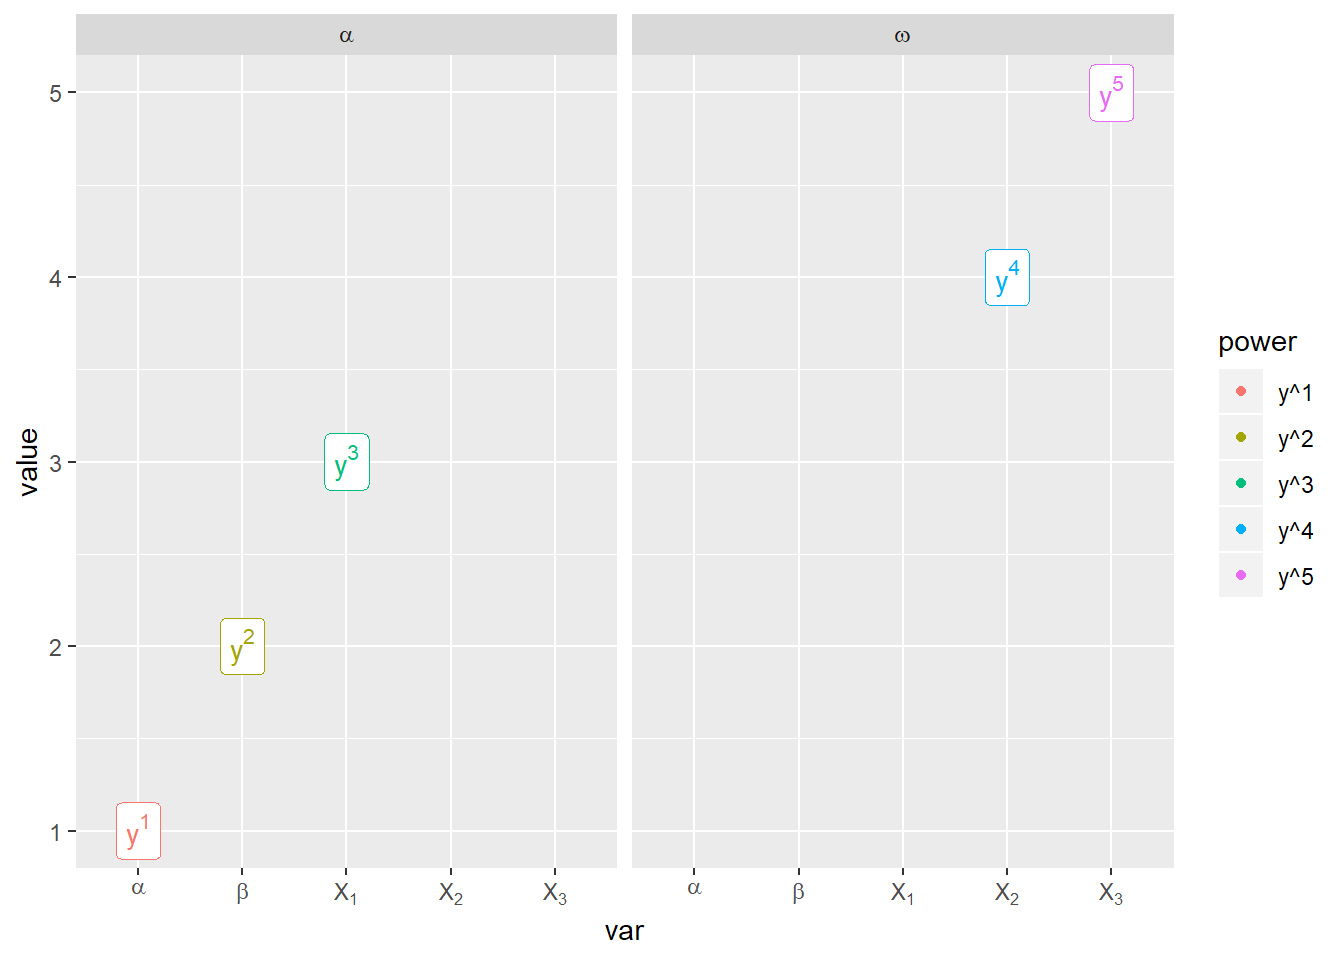 α ω
5
4
3
2
1
value
y⁵
y⁴
y³
y²
y¹
α β X₁ X₂ X₃ α β X₁ X₂ X₃
var
power
y^1
y^2
y^3
y^4
y^5